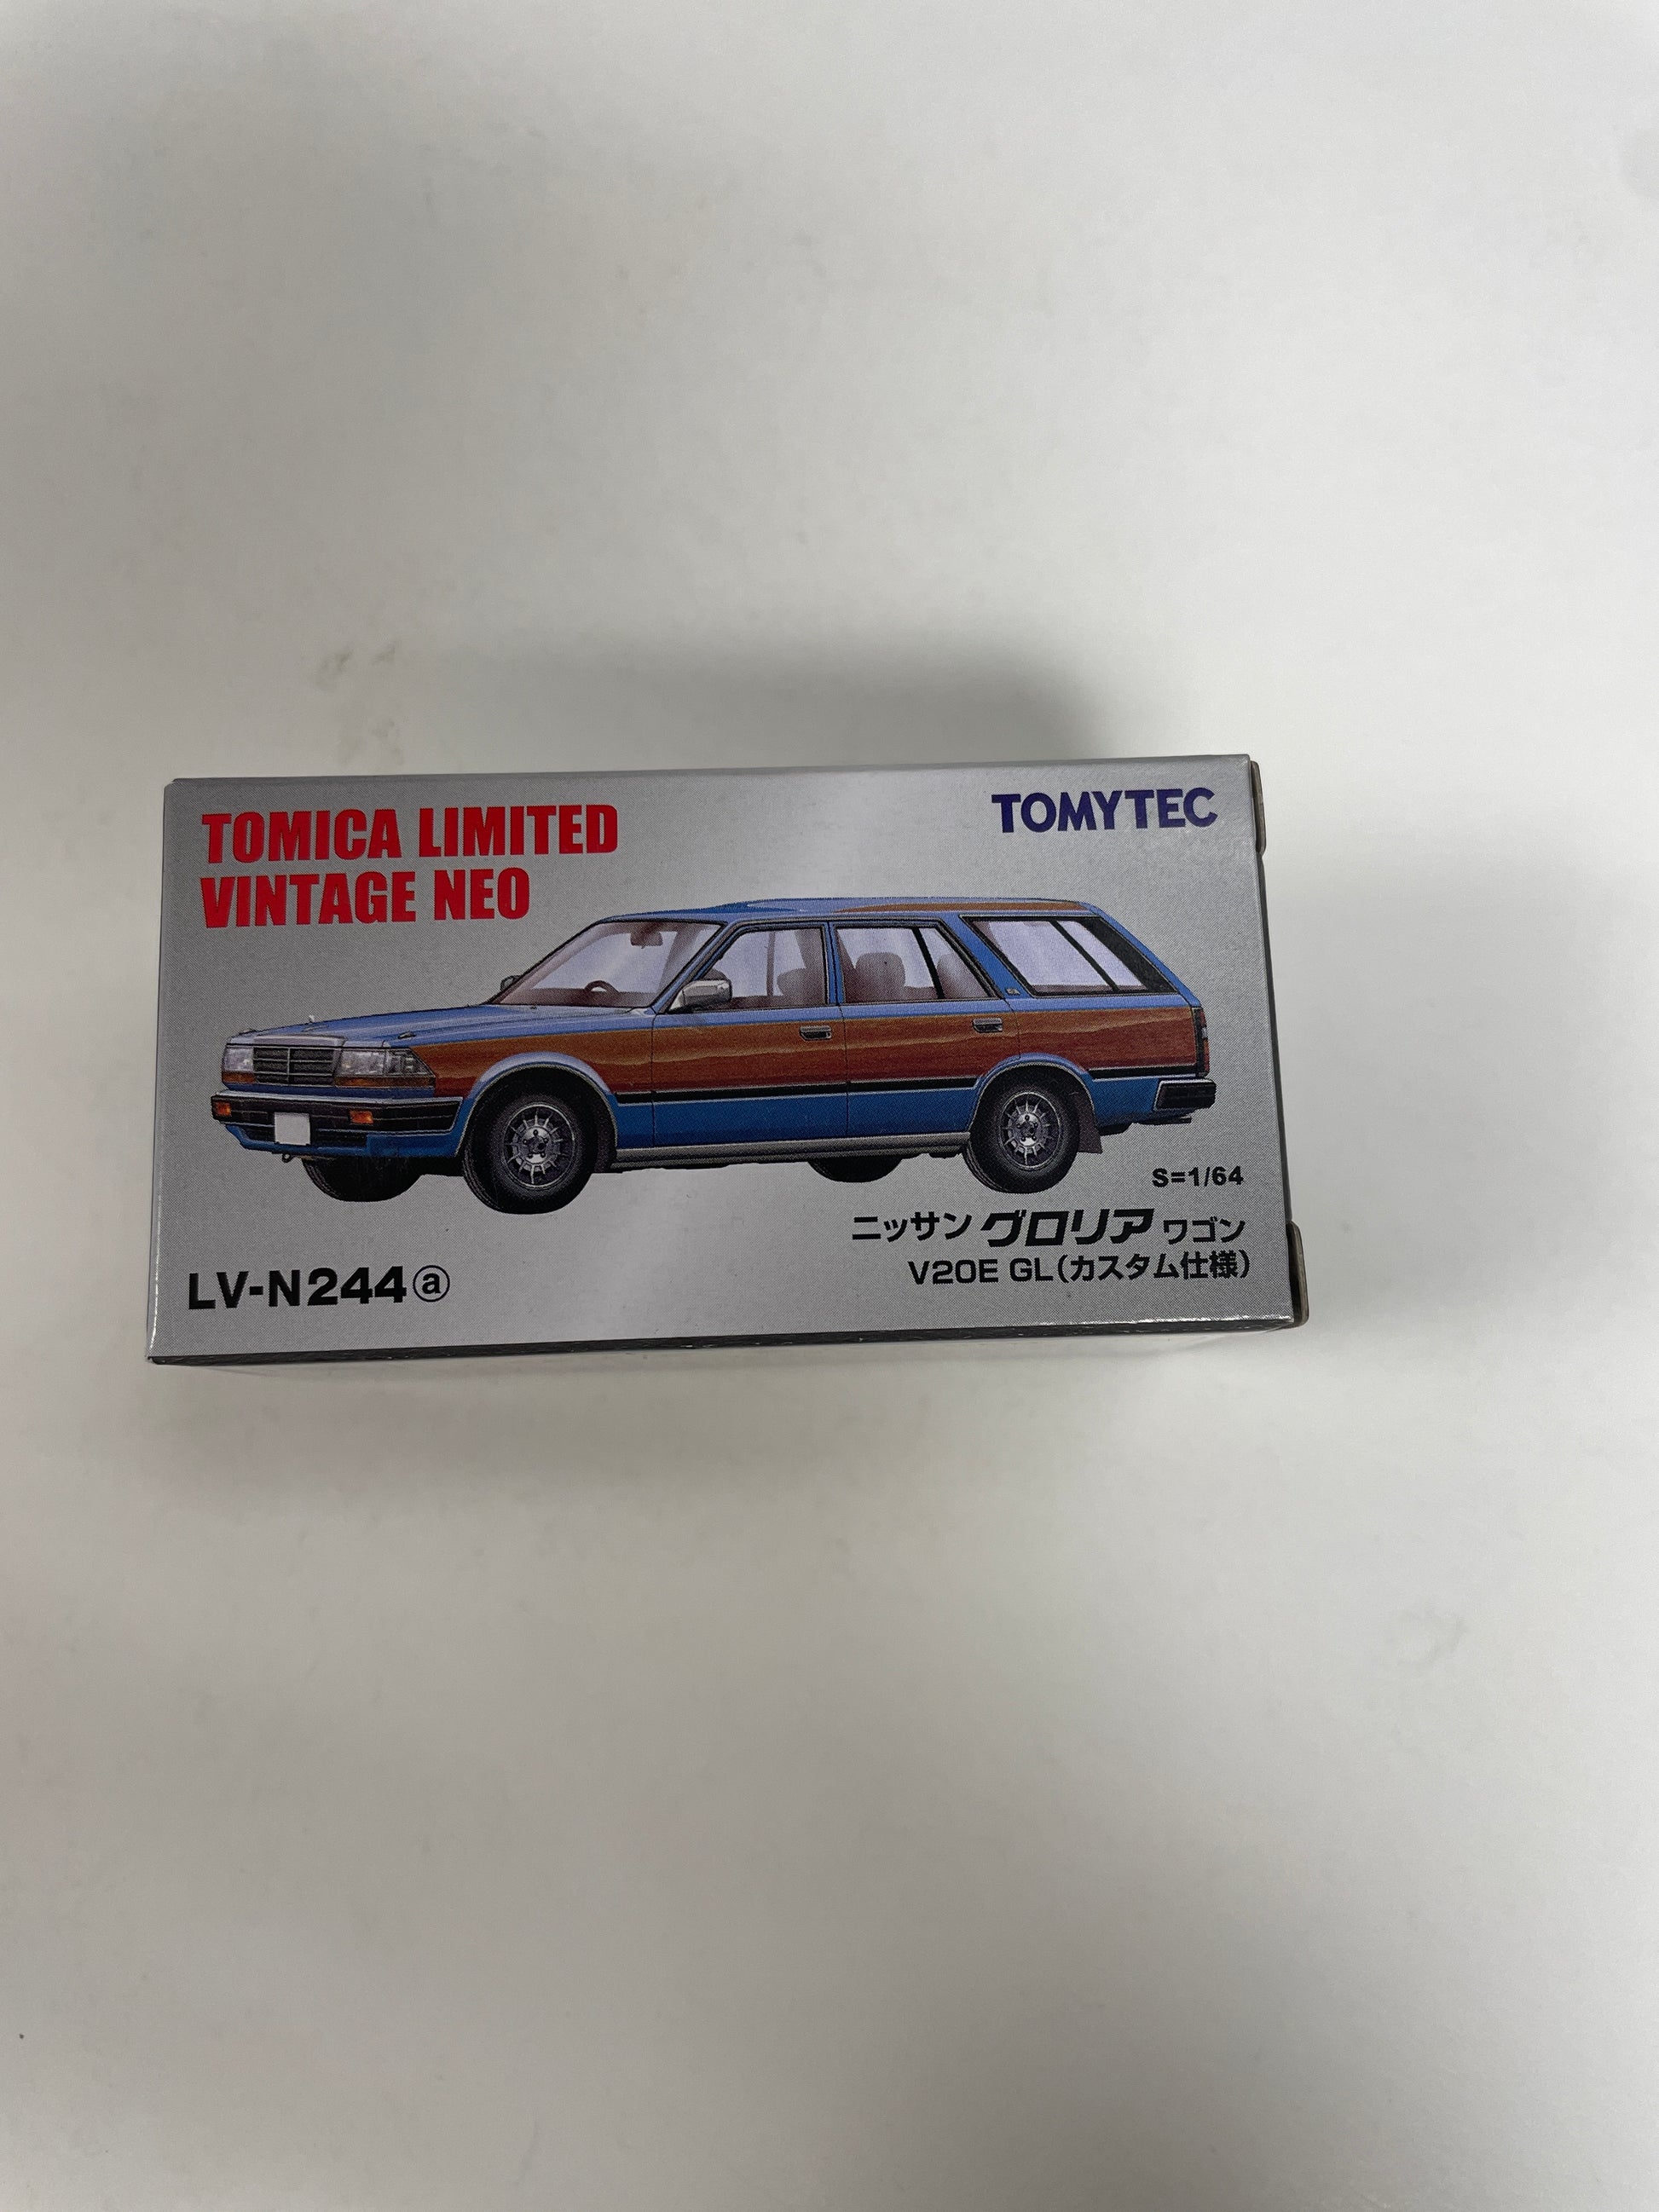 TOMICA LIMITED
VINTAGE NEO
TOMYTEC
S=1/64
ニッサン グロリア ワゴン
V20E GL(カスタム仕様)
LV-N244ⓐ